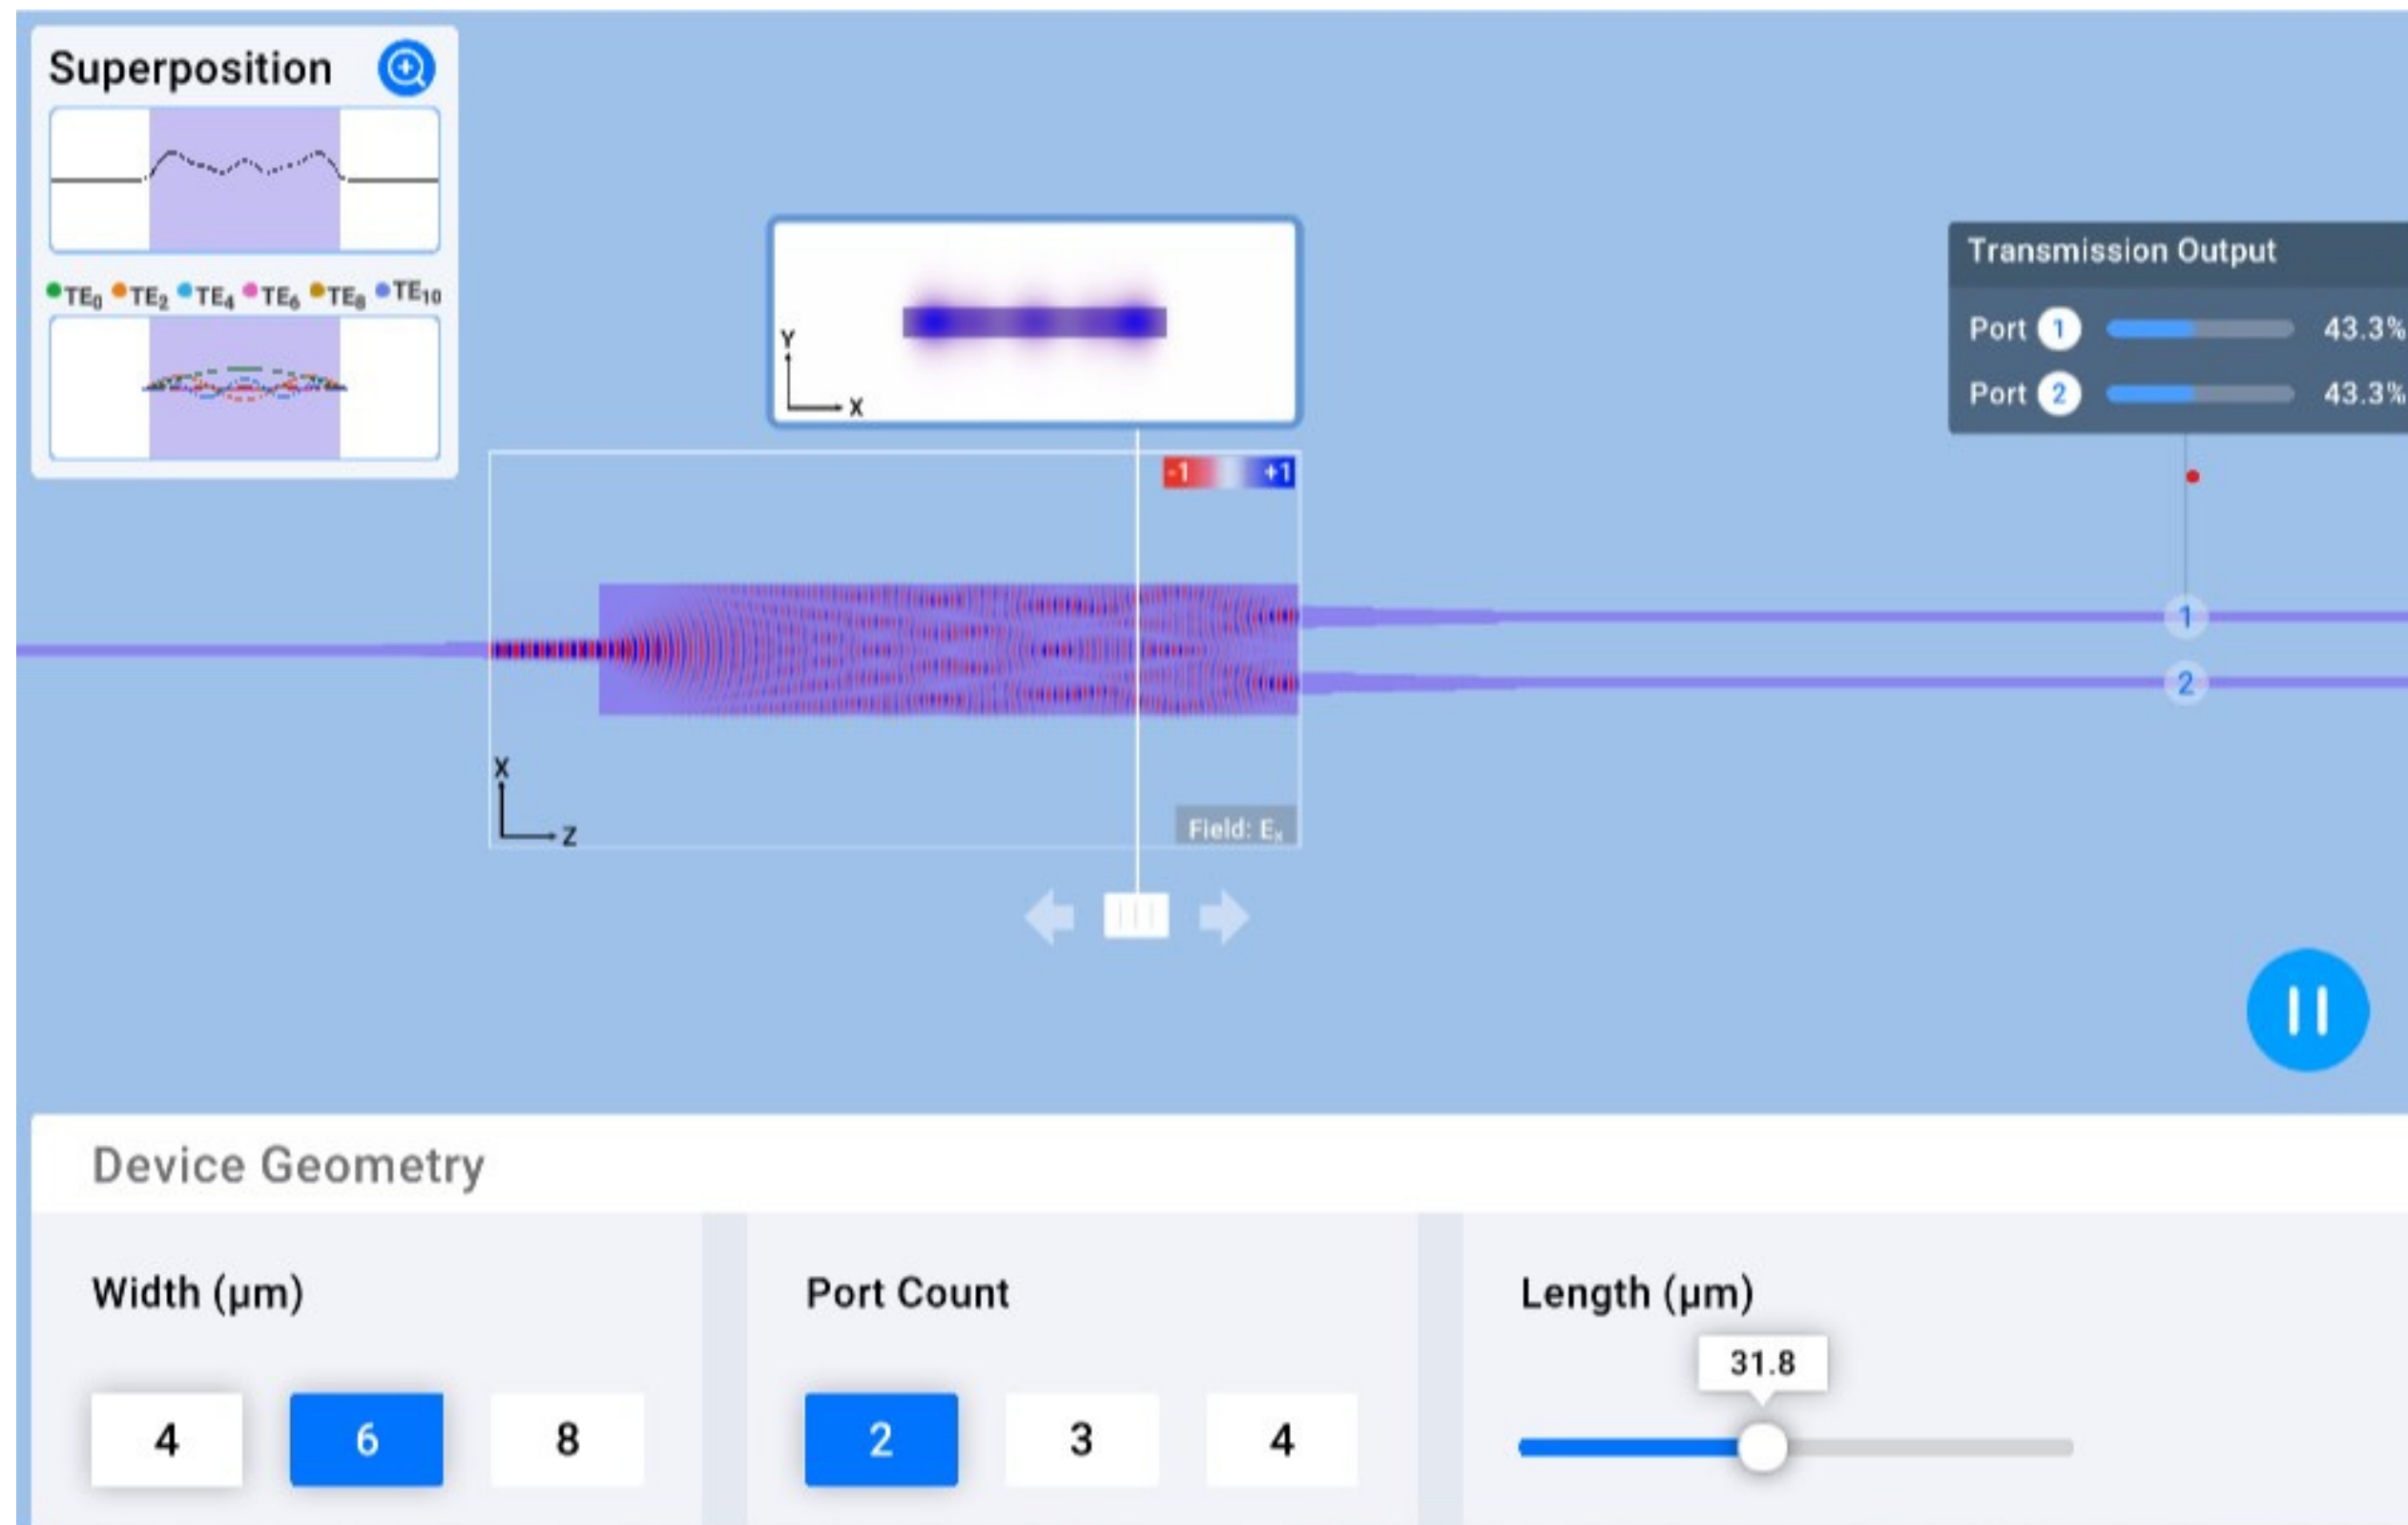 Superposition
TE₀ TE₂ TE₄ TE₆ TE₈ TE₁₀
Y
X
-1 +1
Transmission Output
Port 1 43.3%
Port 2 43.3%
1
2
X
Z
Field: Eₓ
Device Geometry
Width (μm) Port Count Length (μm)
31.8
4 6 8 2 3 4